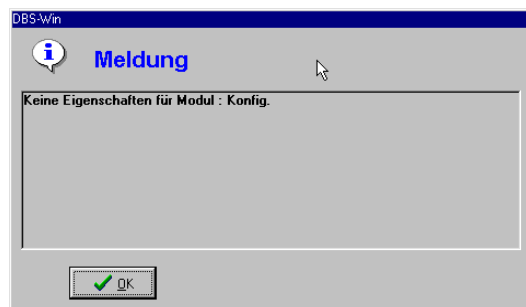 DBS-Win
Meldung
Keine Eigenschaften für Modul : Konfig.
OK